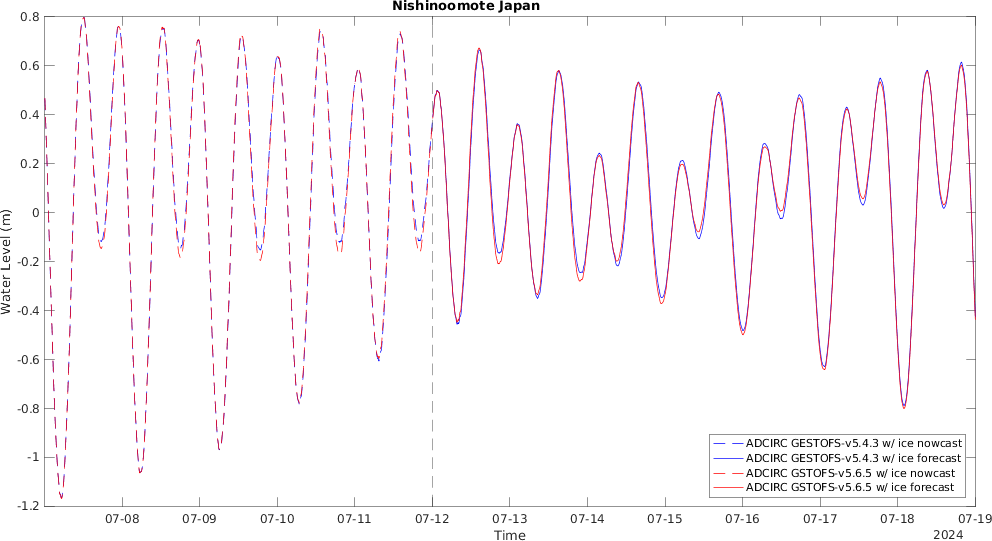 Nishinoomote Japan
0.8
0.6
0.4
0.2
0
-0.2
-0.4
-0.6
-0.8
-1
-1.2
Water Level (m)
ADCIRC GESTOFS-v5.4.3 w/ ice nowcast
ADCIRC GESTOFS-v5.4.3 w/ ice forecast
ADCIRC GSTOFS-v5.6.5 w/ ice nowcast
ADCIRC GSTOFS-v5.6.5 w/ ice forecast
07-08 07-09 07-10 07-11 07-12 07-13 07-14 07-15 07-16 07-17 07-18 07-19
Time
2024